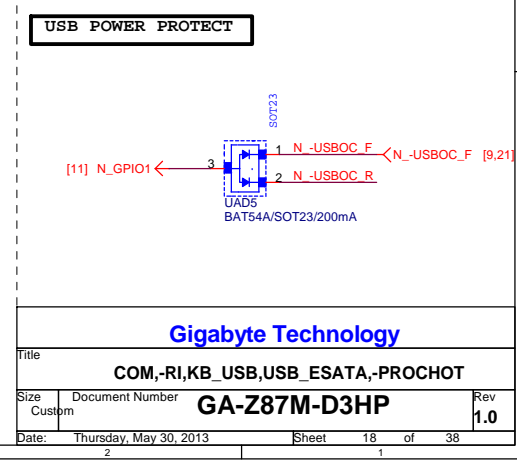 USB POWER PROTECT
SOT23
[11] N_GPIO1
3
1 N_-USBOC_F
N_-USBOC_F [9,21]
2 N_-USBOC_R
UAD5
BAT54A/SOT23/200mA
Gigabyte Technology
Title
COM,-RI,KB_USB,USB_ESATA,-PROCHOT
Size Document Number Rev
Custom GA-Z87M-D3HP 1.0
Date: Thursday, May 30, 2013 Sheet 18 of 38
2 1